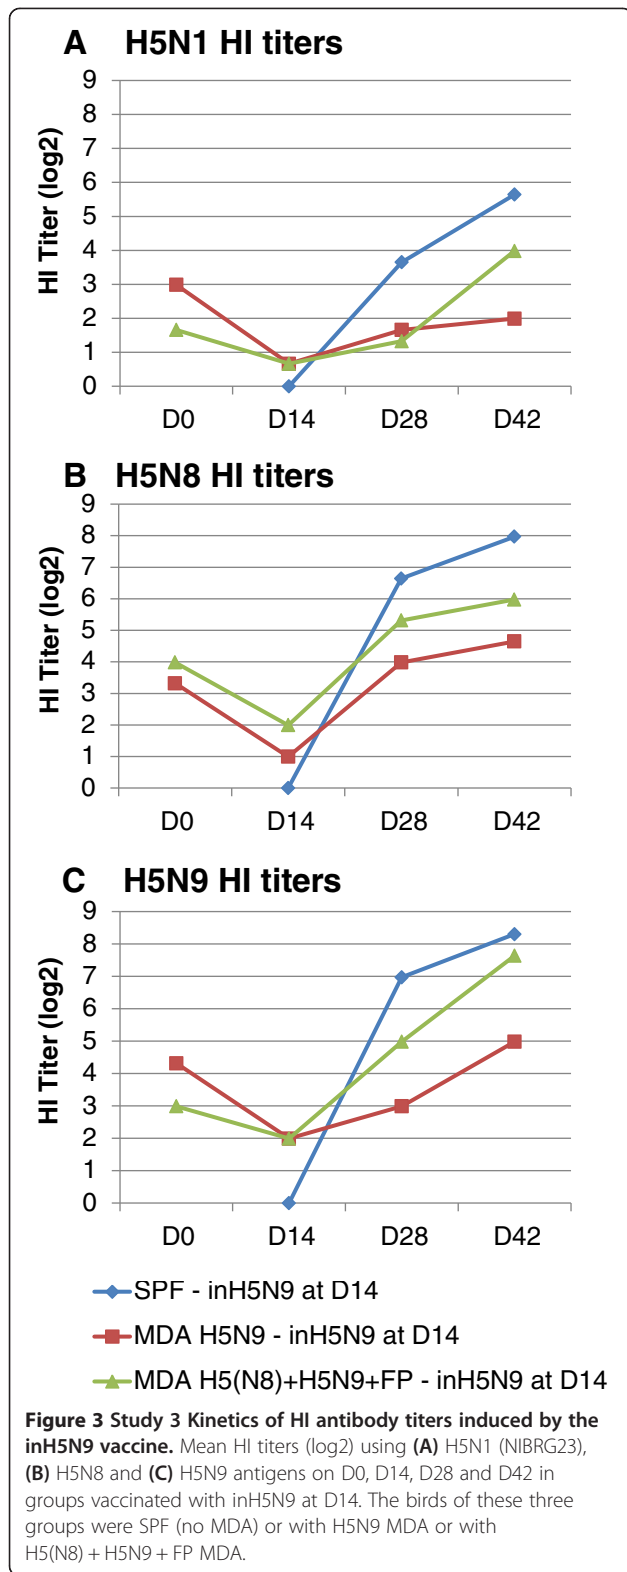 A H5N1 HI titers
HI Titer (log2)
9
8
7
6
5
4
3
2
1
0
D0 D14 D28 D42
B H5N8 HI titers
HI Titer (log2)
9
8
7
6
5
4
3
2
1
0
D0 D14 D28 D42
C H5N9 HI titers
HI Titer (log2)
9
8
7
6
5
4
3
2
1
0
D0 D14 D28 D42
SPF - inH5N9 at D14
MDA H5N9 - inH5N9 at D14
MDA H5(N8)+H5N9+FP - inH5N9 at D14
Figure 3 Study 3 Kinetics of HI antibody titers induced by the
inH5N9 vaccine. Mean HI titers (log2) using (A) H5N1 (NIBRG23),
(B) H5N8 and (C) H5N9 antigens on D0, D14, D28 and D42 in
groups vaccinated with inH5N9 at D14. The birds of these three
groups were SPF (no MDA) or with H5N9 MDA or with
H5(N8) + H5N9 + FP MDA.